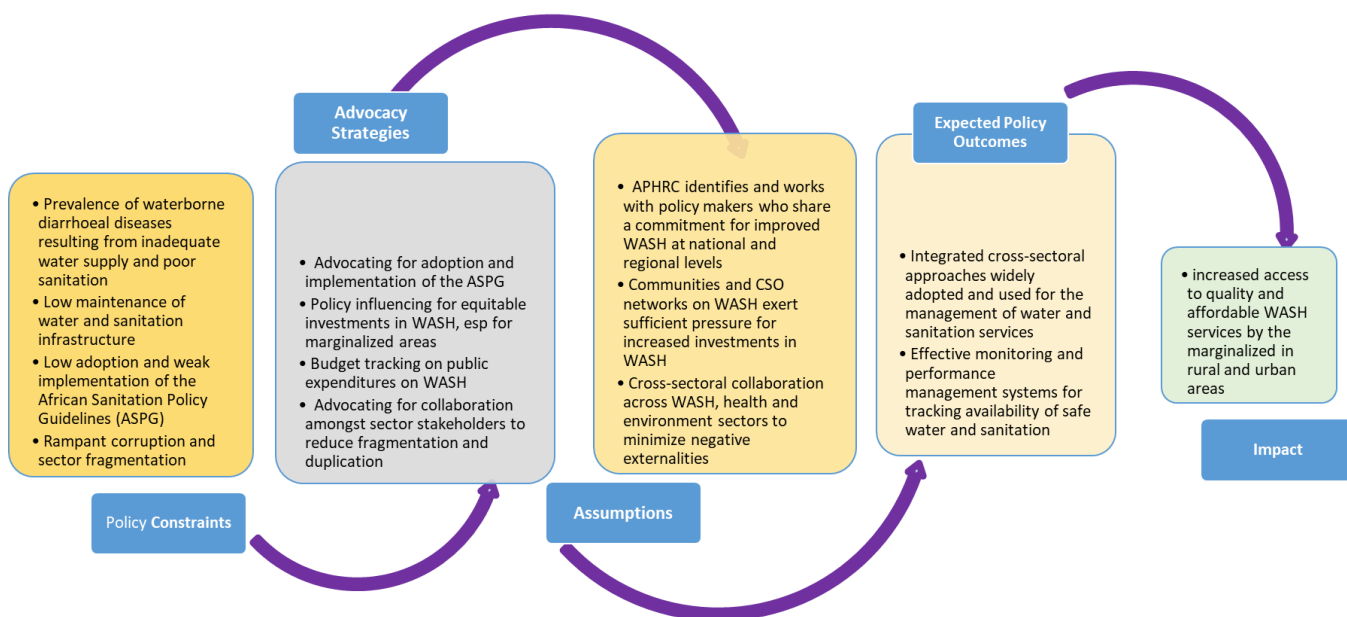 • Prevalence of waterborne
diarrhoeal diseases
resulting from inadequate
water supply and poor
sanitation
• Low maintenance of
water and sanitation
infrastructure
• Low adoption and weak
implementation of the
African Sanitation Policy
Guidelines (ASPG)
• Rampant corruption and
sector fragmentation
Policy Constraints
Advocacy
Strategies
• Advocating for adoption and
implementation of the ASPG
• Policy influencing for equitable
investments in WASH, esp for
marginalized areas
• Budget tracking on public
expenditures on WASH
• Advocating for collaboration
amongst sector stakeholders to
reduce fragmentation and
duplication
• APHRC identifies and works
with policy makers who share
a commitment for improved
WASH at national and
regional levels
• Communities and CSO
networks on WASH exert
sufficient pressure for
increased investments in
WASH
• Cross-sectoral collaboration
across WASH, health and
environment sectors to
minimize negative
externalities
Assumptions
Expected Policy
Outcomes
• Integrated cross-sectoral
approaches widely
adopted and used for the
management of water and
sanitation services
• Effective monitoring and
performance
management systems for
tracking availability of safe
water and sanitation
• increased access
to quality and
affordable WASH
services by the
marginalized in
rural and urban
areas
Impact